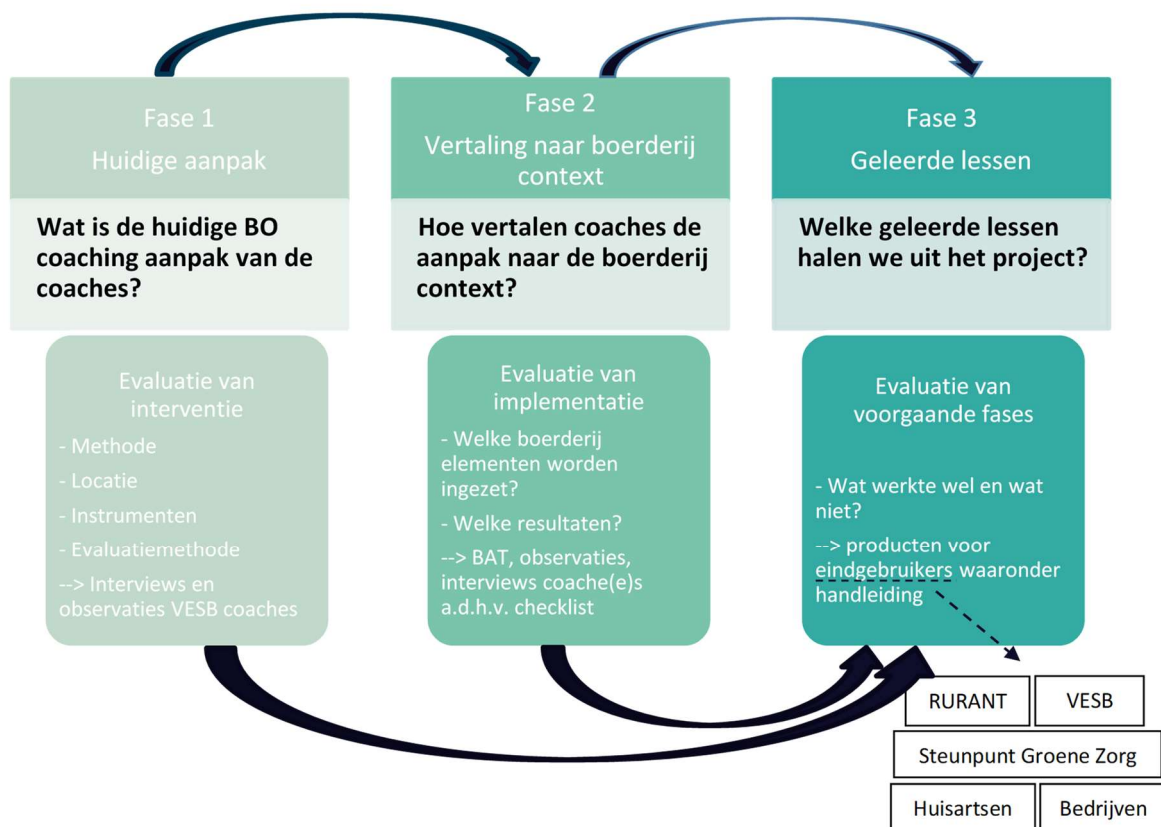 Fase 1
Huidige aanpak
Wat is de huidige BO
coaching aanpak van de
coaches?
Evaluatie van
interventie
- Methode
- Locatie
- Instrumenten
- Evaluatiemethode
--> Interviews en
observaties VESB coaches
Fase 2
Vertaling naar boerderij
context
Hoe vertalen coaches de
aanpak naar de boerderij
context?
Evaluatie van
implementatie
- Welke boerderij
elementen worden
ingezet?
- Welke resultaten?
--> BAT, observaties,
interviews coache(e)s
a.d.h.v. checklist
Fase 3
Geleerde lessen
Welke geleerde lessen
halen we uit het project?
Evaluatie van
voorgaande fases
- Wat werkte wel en wat
niet?
--> producten voor
eindgebruikers waaronder
handleiding
RURANT
VESB
Steunpunt Groene Zorg
Huisartsen
Bedrijven